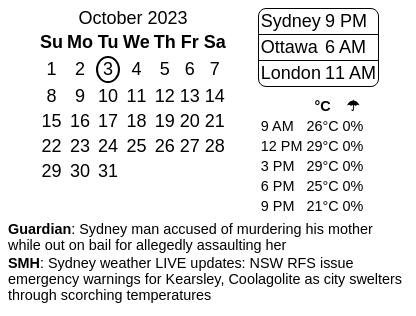 October 2023
Su Mo Tu We Th Fr Sa
1 2 3 4 5 6 7
8 9 10 11 12 13 14
15 16 17 18 19 20 21
22 23 24 25 26 27 28
29 30 31
Sydney 9 PM
Ottawa 6 AM
London 11 AM
°C ☂
9 AM 26°C 0%
12 PM 29°C 0%
3 PM 29°C 0%
6 PM 25°C 0%
9 PM 21°C 0%
Guardian: Sydney man accused of murdering his mother
while out on bail for allegedly assaulting her
SMH: Sydney weather LIVE updates: NSW RFS issue
emergency warnings for Kearsley, Coolagolite as city swelters
through scorching temperatures